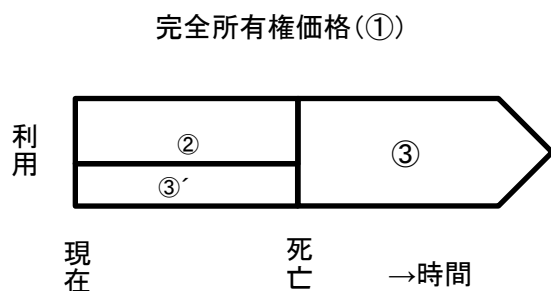 完全所有権価格(①)
利用
②
③
③´
現在
死亡
→時間